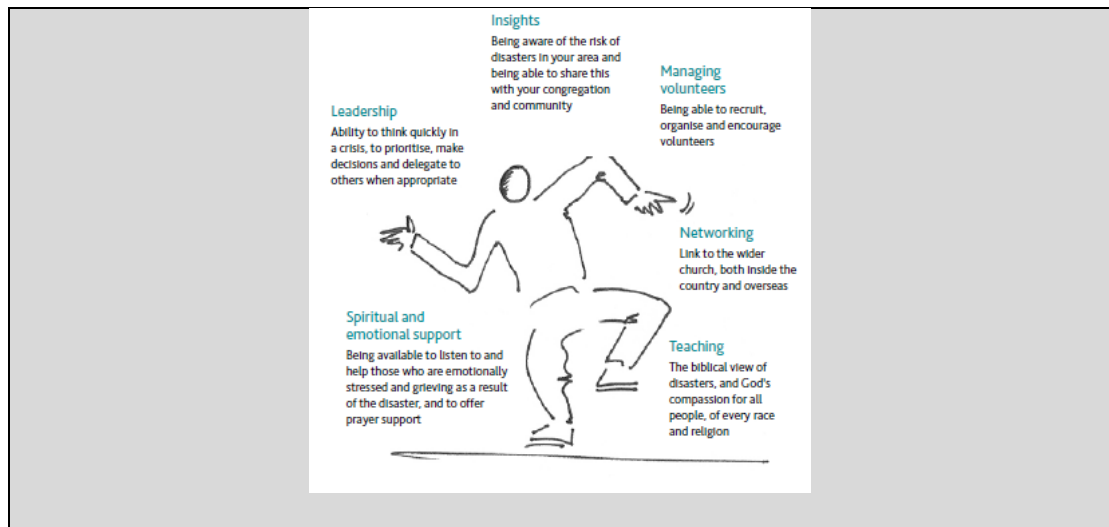 Insights
Being aware of the risk of
disasters in your area and
being able to share this
with your congregation
and community
Managing
volunteers
Being able to recruit,
organise and encourage
volunteers
Leadership
Ability to think quickly in
a crisis, to prioritise, make
decisions and delegate to
others when appropriate
Networking
Link to the wider
church, both inside the
country and overseas
Spiritual and
emotional support
Being available to listen to and
help those who are emotionally
stressed and grieving as a result
of the disaster, and to offer
prayer support
Teaching
The biblical view of
disasters, and God's
compassion for all
people, of every race
and religion